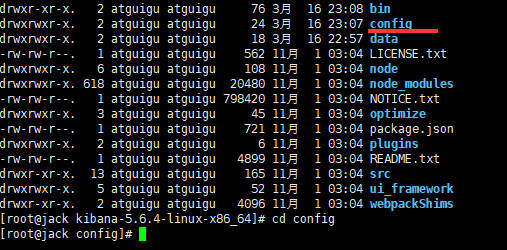 drwxr-xr-x.   2 atguigu atguigu     76 3月  16 23:08 bin
drwxrwxr-x.   2 atguigu atguigu     24 3月  16 23:07 config
drwxrwxr-x.   2 atguigu atguigu     18 3月  16 22:57 data
-rw-rw-r--.   1 atguigu atguigu    562 11月  1 03:04 LICENSE.txt
drwxrwxr-x.   6 atguigu atguigu    108 11月  1 03:04 node
drwxrwxr-x. 618 atguigu atguigu  20480 11月  1 03:04 node_modules
-rw-rw-r--.   1 atguigu atguigu 798420 11月  1 03:04 NOTICE.txt
drwxrwxr-x.   3 atguigu atguigu     45 11月  1 03:04 optimize
-rw-rw-r--.   1 atguigu atguigu    721 11月  1 03:04 package.json
drwxrwxr-x.   2 atguigu atguigu      6 11月  1 03:04 plugins
-rw-rw-r--.   1 atguigu atguigu   4899 11月  1 03:04 README.txt
drwxrwxr-x.  13 atguigu atguigu    165 11月  1 03:04 src
drwxrwxr-x.   5 atguigu atguigu     52 11月  1 03:04 ui_framework
drwxrwxr-x.   2 atguigu atguigu   4096 11月  1 03:04 webpackShims
[root@jack kibana-5.6.4-linux-x86_64]# cd config
[root@jack config]#